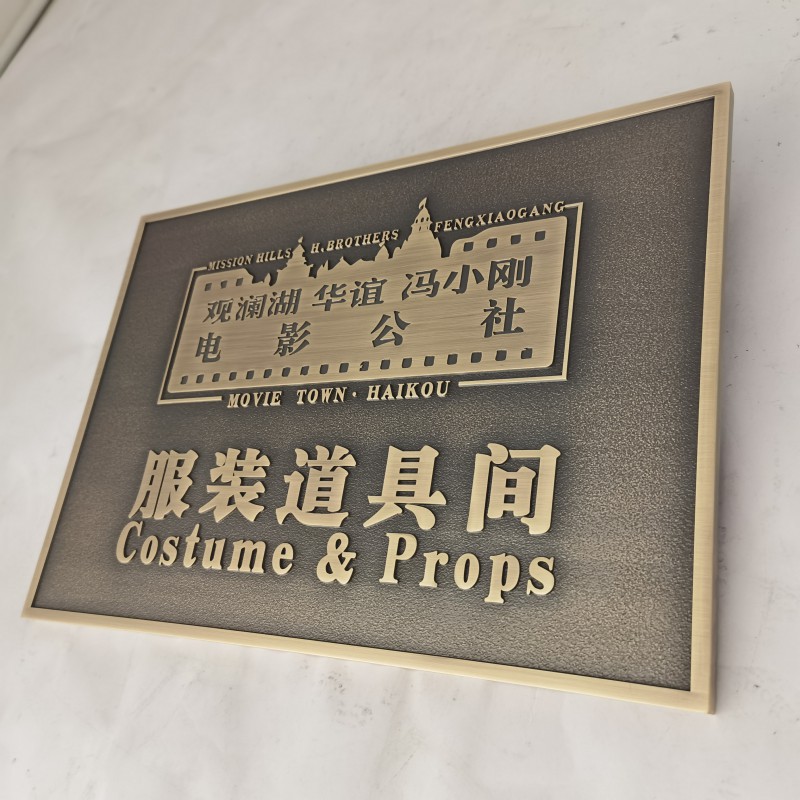 MISSION HILLS H.BROTHERS FENGXIAOGANG
观澜湖 华谊 冯小刚
电影公社
MOVIE TOWN · HAIKOU
服装道具间
Costume & Props